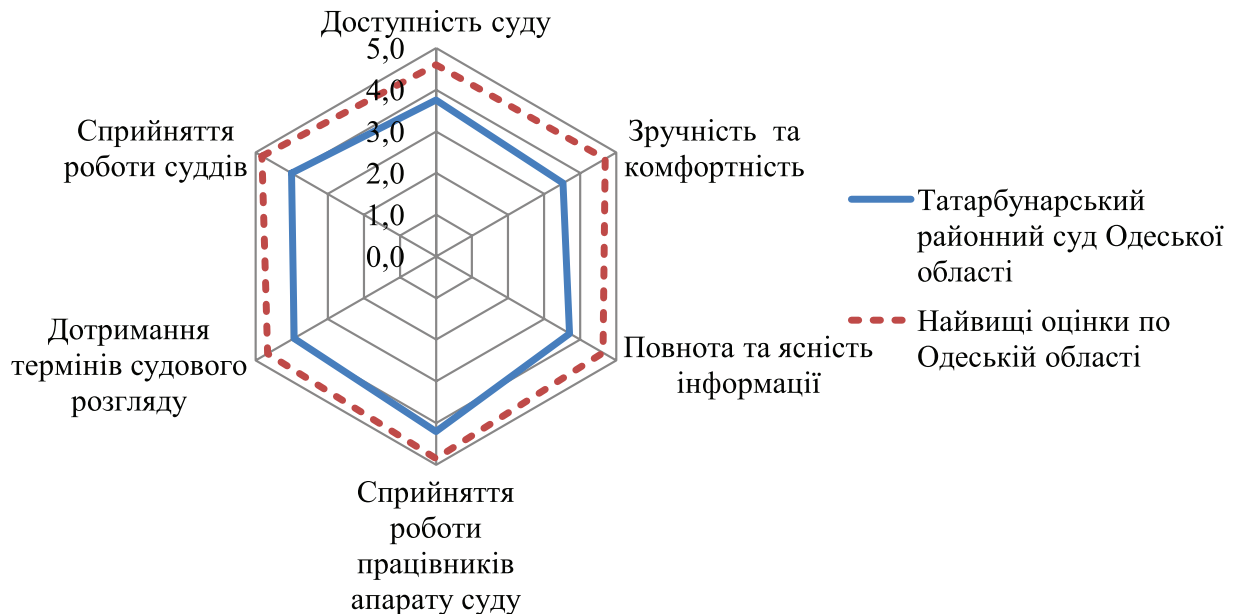 Доступність суду
5,0
4,0
3,0
2,0
1,0
0,0
Зручність та
комфортність
Повнота та ясність
інформації
Сприйняття
роботи
працівників
апарату суду
Дотримання
термінів судового
розгляду
Сприйняття
роботи суддів
Татарбунарський
районний суд Одеської
області
Найвищі оцінки по
Одеській області